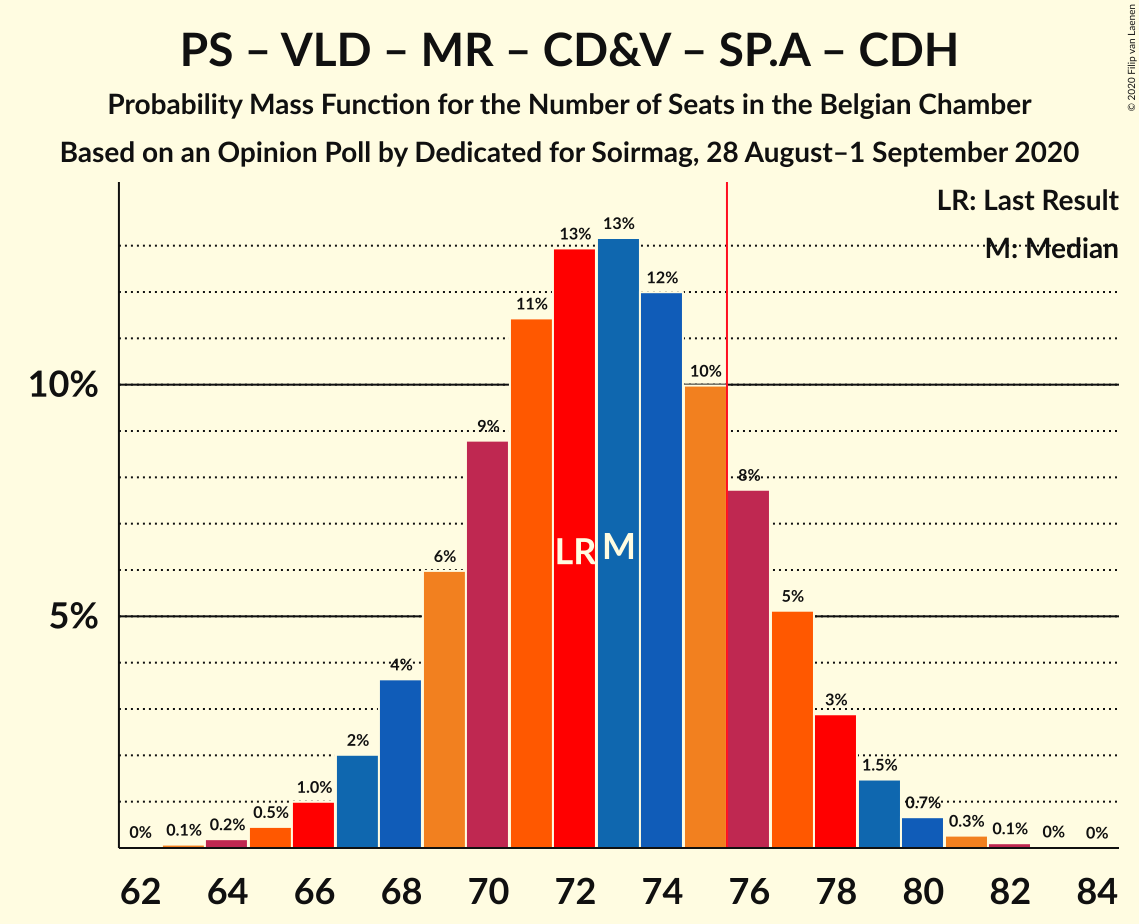 PS – VLD – MR – CD&V – SP.A – CDH
Probability Mass Function for the Number of Seats in the Belgian Chamber
Based on an Opinion Poll by Dedicated for Soirmag, 28 August–1 September 2020
© 2020 Filip van Laenen
LR: Last Result
M: Median
10%
5%
0%
0.1%
0.2%
0.5%
1.0%
2%
4%
6%
9%
11%
13%
13%
12%
10%
8%
5%
3%
1.5%
0.7%
0.3%
0.1%
0%
0%
LR
M
62 64 66 68 70 72 74 76 78 80 82 84